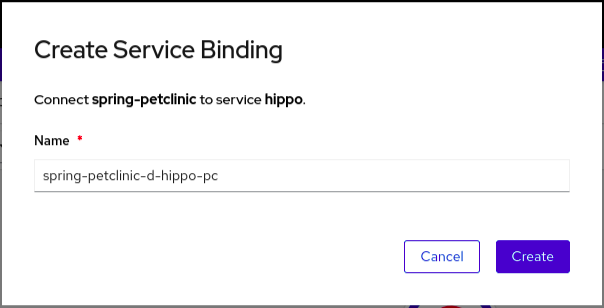 Create Service Binding
Connect spring-petclinic to service hippo.
Name *
spring-petclinic-d-hippo-pc
Cancel Create